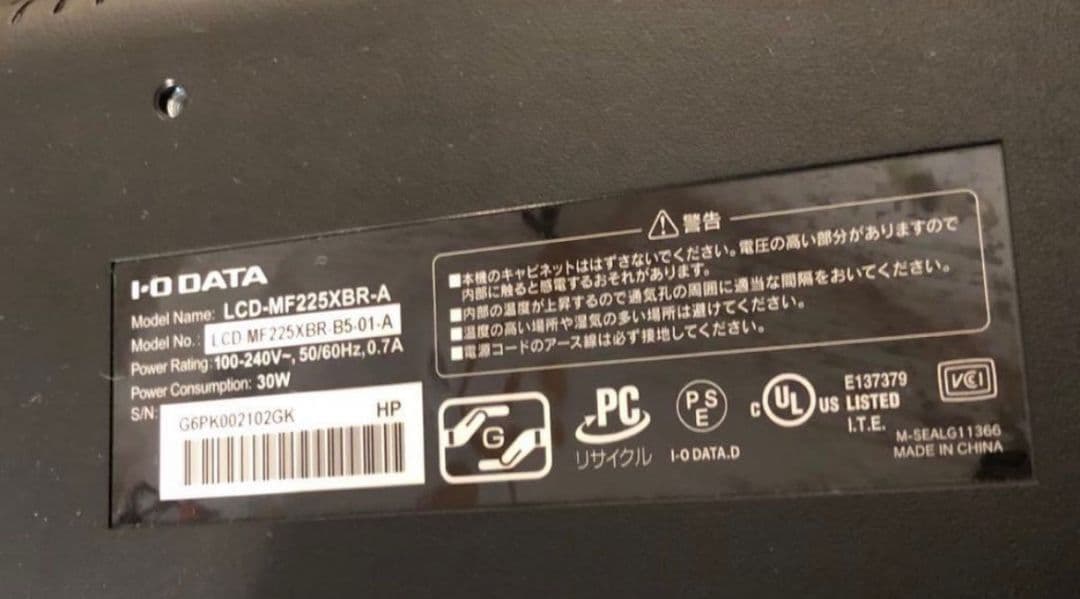 I-O DATA
Model Name: LCD-MF225XBR-A
Model No.: LCD-MF225XBR-B5-01-A
Power Rating:100-240V~, 50/60Hz,0.7A
Power Consumption: 30W
S/N:
G6PK002102GK HP
警告
■本機のキャビネットははずさないでください。電圧の高い部分がありますので
内部に触ると感電するおそれがあります。
■内部の温度が上昇するので通気孔の周囲に適当な間隔をおいてください。
■温度の高い場所や湿気の多い場所は避けてください。
■電源コードのアース線は必ず接地してください。
G
PC
リサイクル
PS
E
I-O DATA.D
C UL US LISTED
E137379
I.T.E.
VCI
M-SEALG11366
MADE IN CHINA